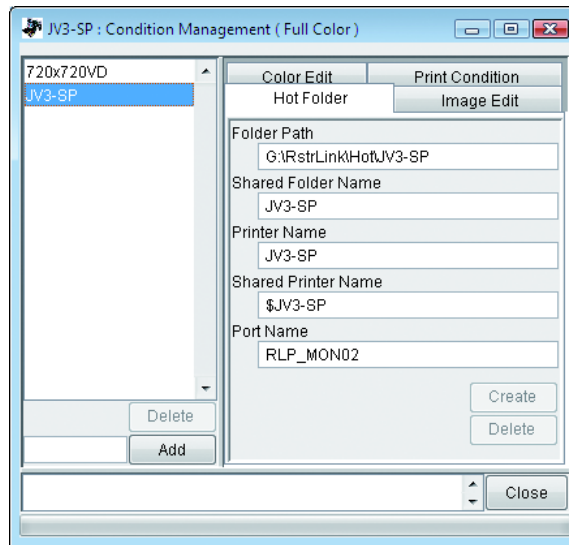 JV3-SP : Condition Management ( Full Color )
720x720VD
JV3-SP
Delete
Add
Color Edit
Print Condition
Hot Folder
Image Edit
Folder Path
G:\RstrLink\Hot\JV3-SP
Shared Folder Name
JV3-SP
Printer Name
JV3-SP
Shared Printer Name
$JV3-SP
Port Name
RLP_MON02
Create
Delete
Close